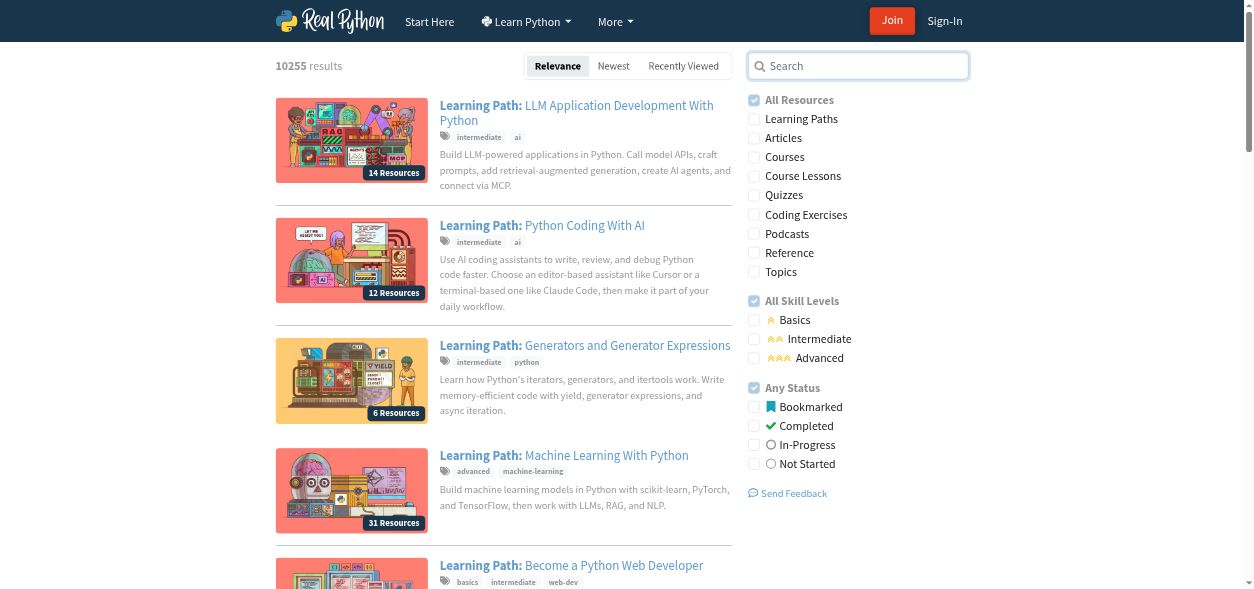 Real Python
Start Here
Learn Python
More
Join
Sign-In
10255 results
Relevance
Newest
Recently Viewed
Search
14 Resources
Learning Path: LLM Application Development With
Python
intermediate
ai
Build LLM-powered applications in Python. Call model APIs, craft
prompts, add retrieval-augmented generation, create AI agents, and
connect via MCP.
12 Resources
Learning Path: Python Coding With AI
intermediate
ai
Use AI coding assistants to write, review, and debug Python
code faster. Choose an editor-based assistant like Cursor or a
terminal-based one like Claude Code, then make it part of your
daily workflow.
6 Resources
Learning Path: Generators and Generator Expressions
intermediate
python
Learn how Python's iterators, generators, and itertools work. Write
memory-efficient code with yield, generator expressions, and
async iteration.
31 Resources
Learning Path: Machine Learning With Python
advanced
machine-learning
Build machine learning models in Python with scikit-learn, PyTorch,
and TensorFlow, then work with LLMs, RAG, and NLP.
Learning Path: Become a Python Web Developer
basics
intermediate
web-dev
All Resources
Learning Paths
Articles
Courses
Course Lessons
Quizzes
Coding Exercises
Podcasts
Reference
Topics
All Skill Levels
Basics
Intermediate
Advanced
Any Status
Bookmarked
Completed
In-Progress
Not Started
Send Feedback
RAG
MCP
YIELD